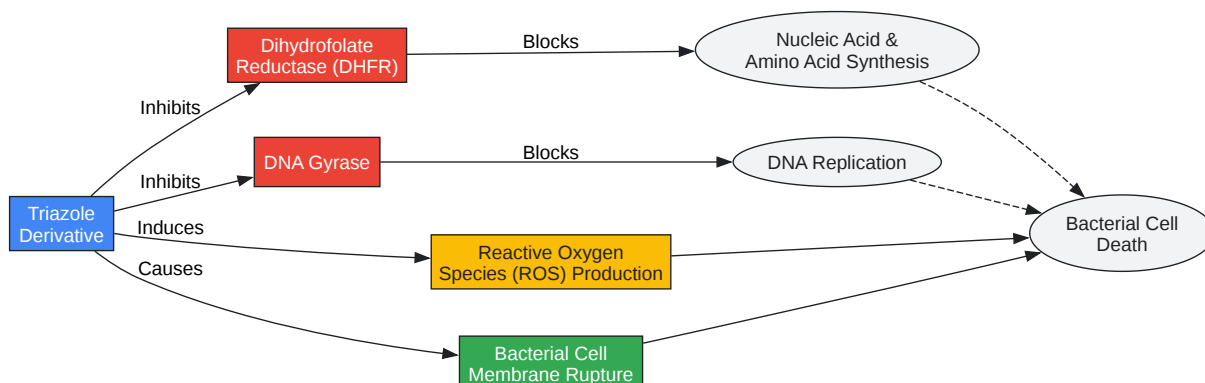 Dihydrofolate
Reductase (DHFR)
Blocks
Nucleic Acid &
Amino Acid Synthesis
Inhibits
DNA Gyrase
Blocks
DNA Replication
Inhibits
Triazole
Derivative
Induces
Reactive Oxygen
Species (ROS) Production
Bacterial Cell
Death
Causes
Bacterial Cell
Membrane Rupture